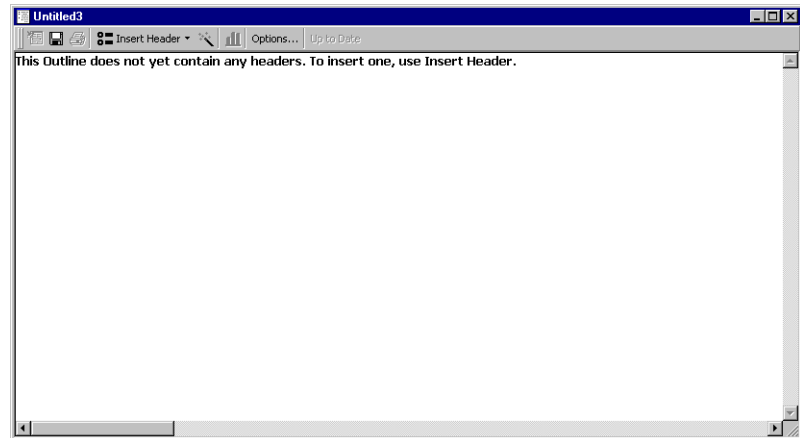 Untitled3
Insert Header Options... Up to Date
This Outline does not yet contain any headers. To insert one, use Insert Header.